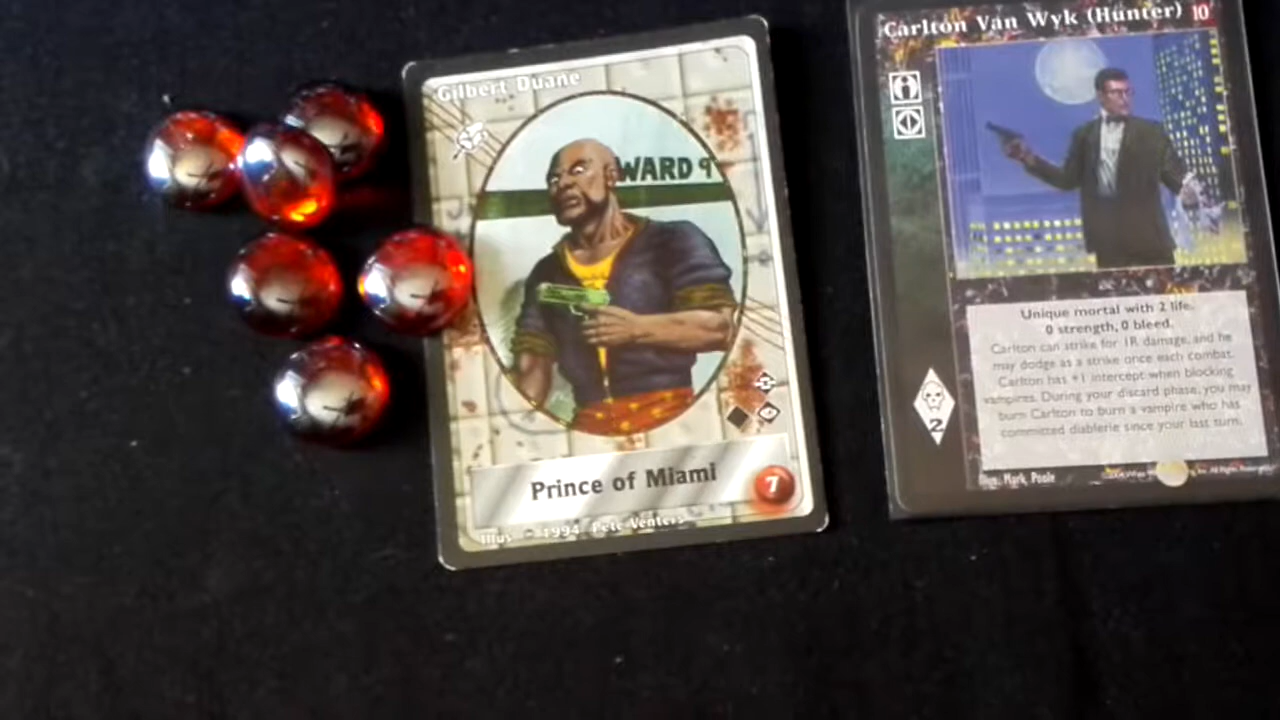 Gilbert Duane
WARD 9
Prince of Miami
7
Illus © 1994 Pete Venters
Carlton Van Wyk (Hunter) 10
Unique mortal with 2 life.
0 strength, 0 bleed.
Carlton can strike for 1R damage, and he
may dodge as a strike once each combat.
Carlton has +1 intercept when blocking
vampires. During your discard phase, you may
burn Carlton to burn a vampire who has
committed diablerie since your last turn.
2
Illus. Mark Poole
All Rights Reserved